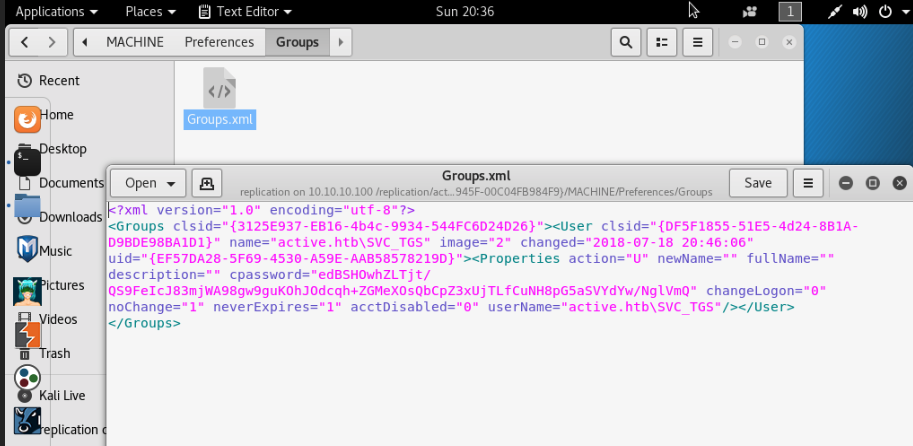 Applications Places Text Editor Sun 20:36 1
MACHINE Preferences Groups
Recent
Home
Desktop
Documents
Downloads
Music
Pictures
Videos
Trash
Kali Live
replication o
Groups.xml
Open Groups.xml Save
replication on 10.10.10.100 /replication/act…945F-00C04FB984F9}/MACHINE/Preferences/Groups
<?xml version="1.0" encoding="utf-8"?>
<Groups clsid="{3125E937-EB16-4b4c-9934-544FC6D24D26}"><User clsid="{DF5F1855-51E5-4d24-8B1A-
D9BDE98BA1D1}" name="active.htb\SVC_TGS" image="2" changed="2018-07-18 20:46:06"
uid="{EF57DA28-5F69-4530-A59E-AAB58578219D}"><Properties action="U" newName="" fullName=""
description="" cpassword="edBSHOwhZLTjt/
QS9FeIcJ83mjWA98gw9guKOhJOdcqh+ZGMeXOsQbCpZ3xUjTLfCuNH8pG5aSVYdYw/NglVmQ" changeLogon="0"
noChange="1" neverExpires="1" acctDisabled="0" userName="active.htb\SVC_TGS"/></User>
</Groups>